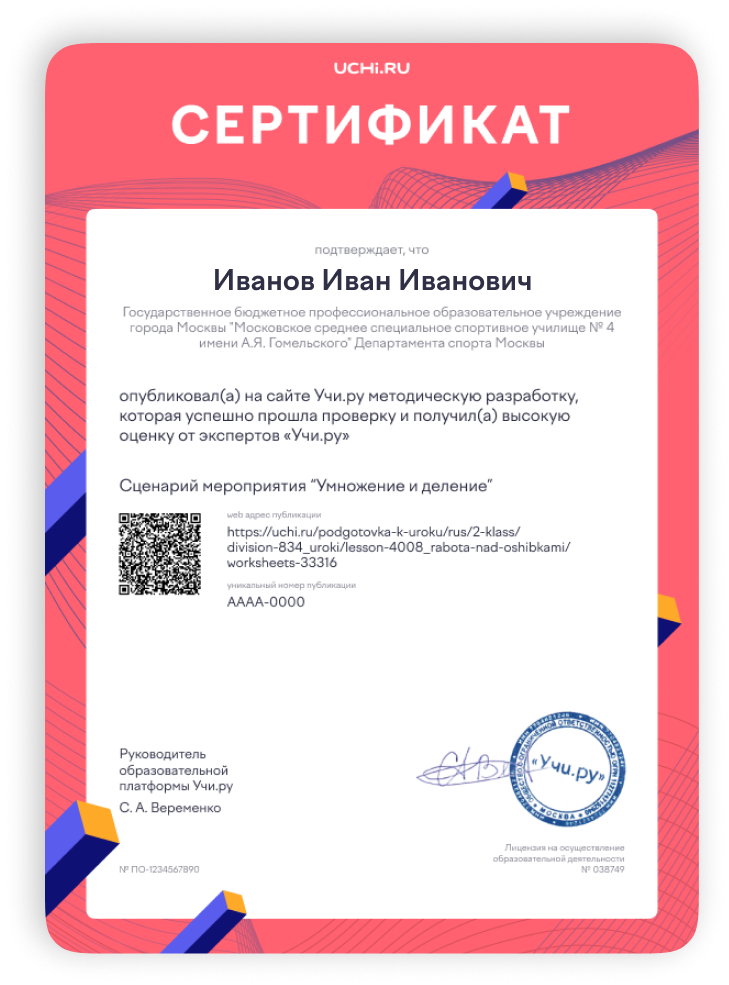 UCHi.RU
СЕРТИФИКАТ
подтверждает, что
Иванов Иван Иванович
Государственное бюджетное профессиональное образовательное учреждение
города Москвы "Московское среднее специальное спортивное училище № 4
имени А.Я. Гомельского" Департамента спорта Москвы
опубликовал(а) на сайте Учи.ру методическую разработку,
которая успешно прошла проверку и получил(а) высокую
оценку от экспертов «Учи.ру»
Сценарий мероприятия “Умножение и деление”
web адрес публикации
https://uchi.ru/podgotovka-k-uroku/rus/2-klass/
division-834_uroki/lesson-4008_rabota-nad-oshibkami/
worksheets-33316
уникальный номер публикации
AAAA-0000
Руководитель
образовательной
платформы Учи.ру
С. А. Веременко
«Учи.ру»
МОСКВА
Лицензия на осуществление
образовательной деятельности
№ 038749
№ ПО-1234567890